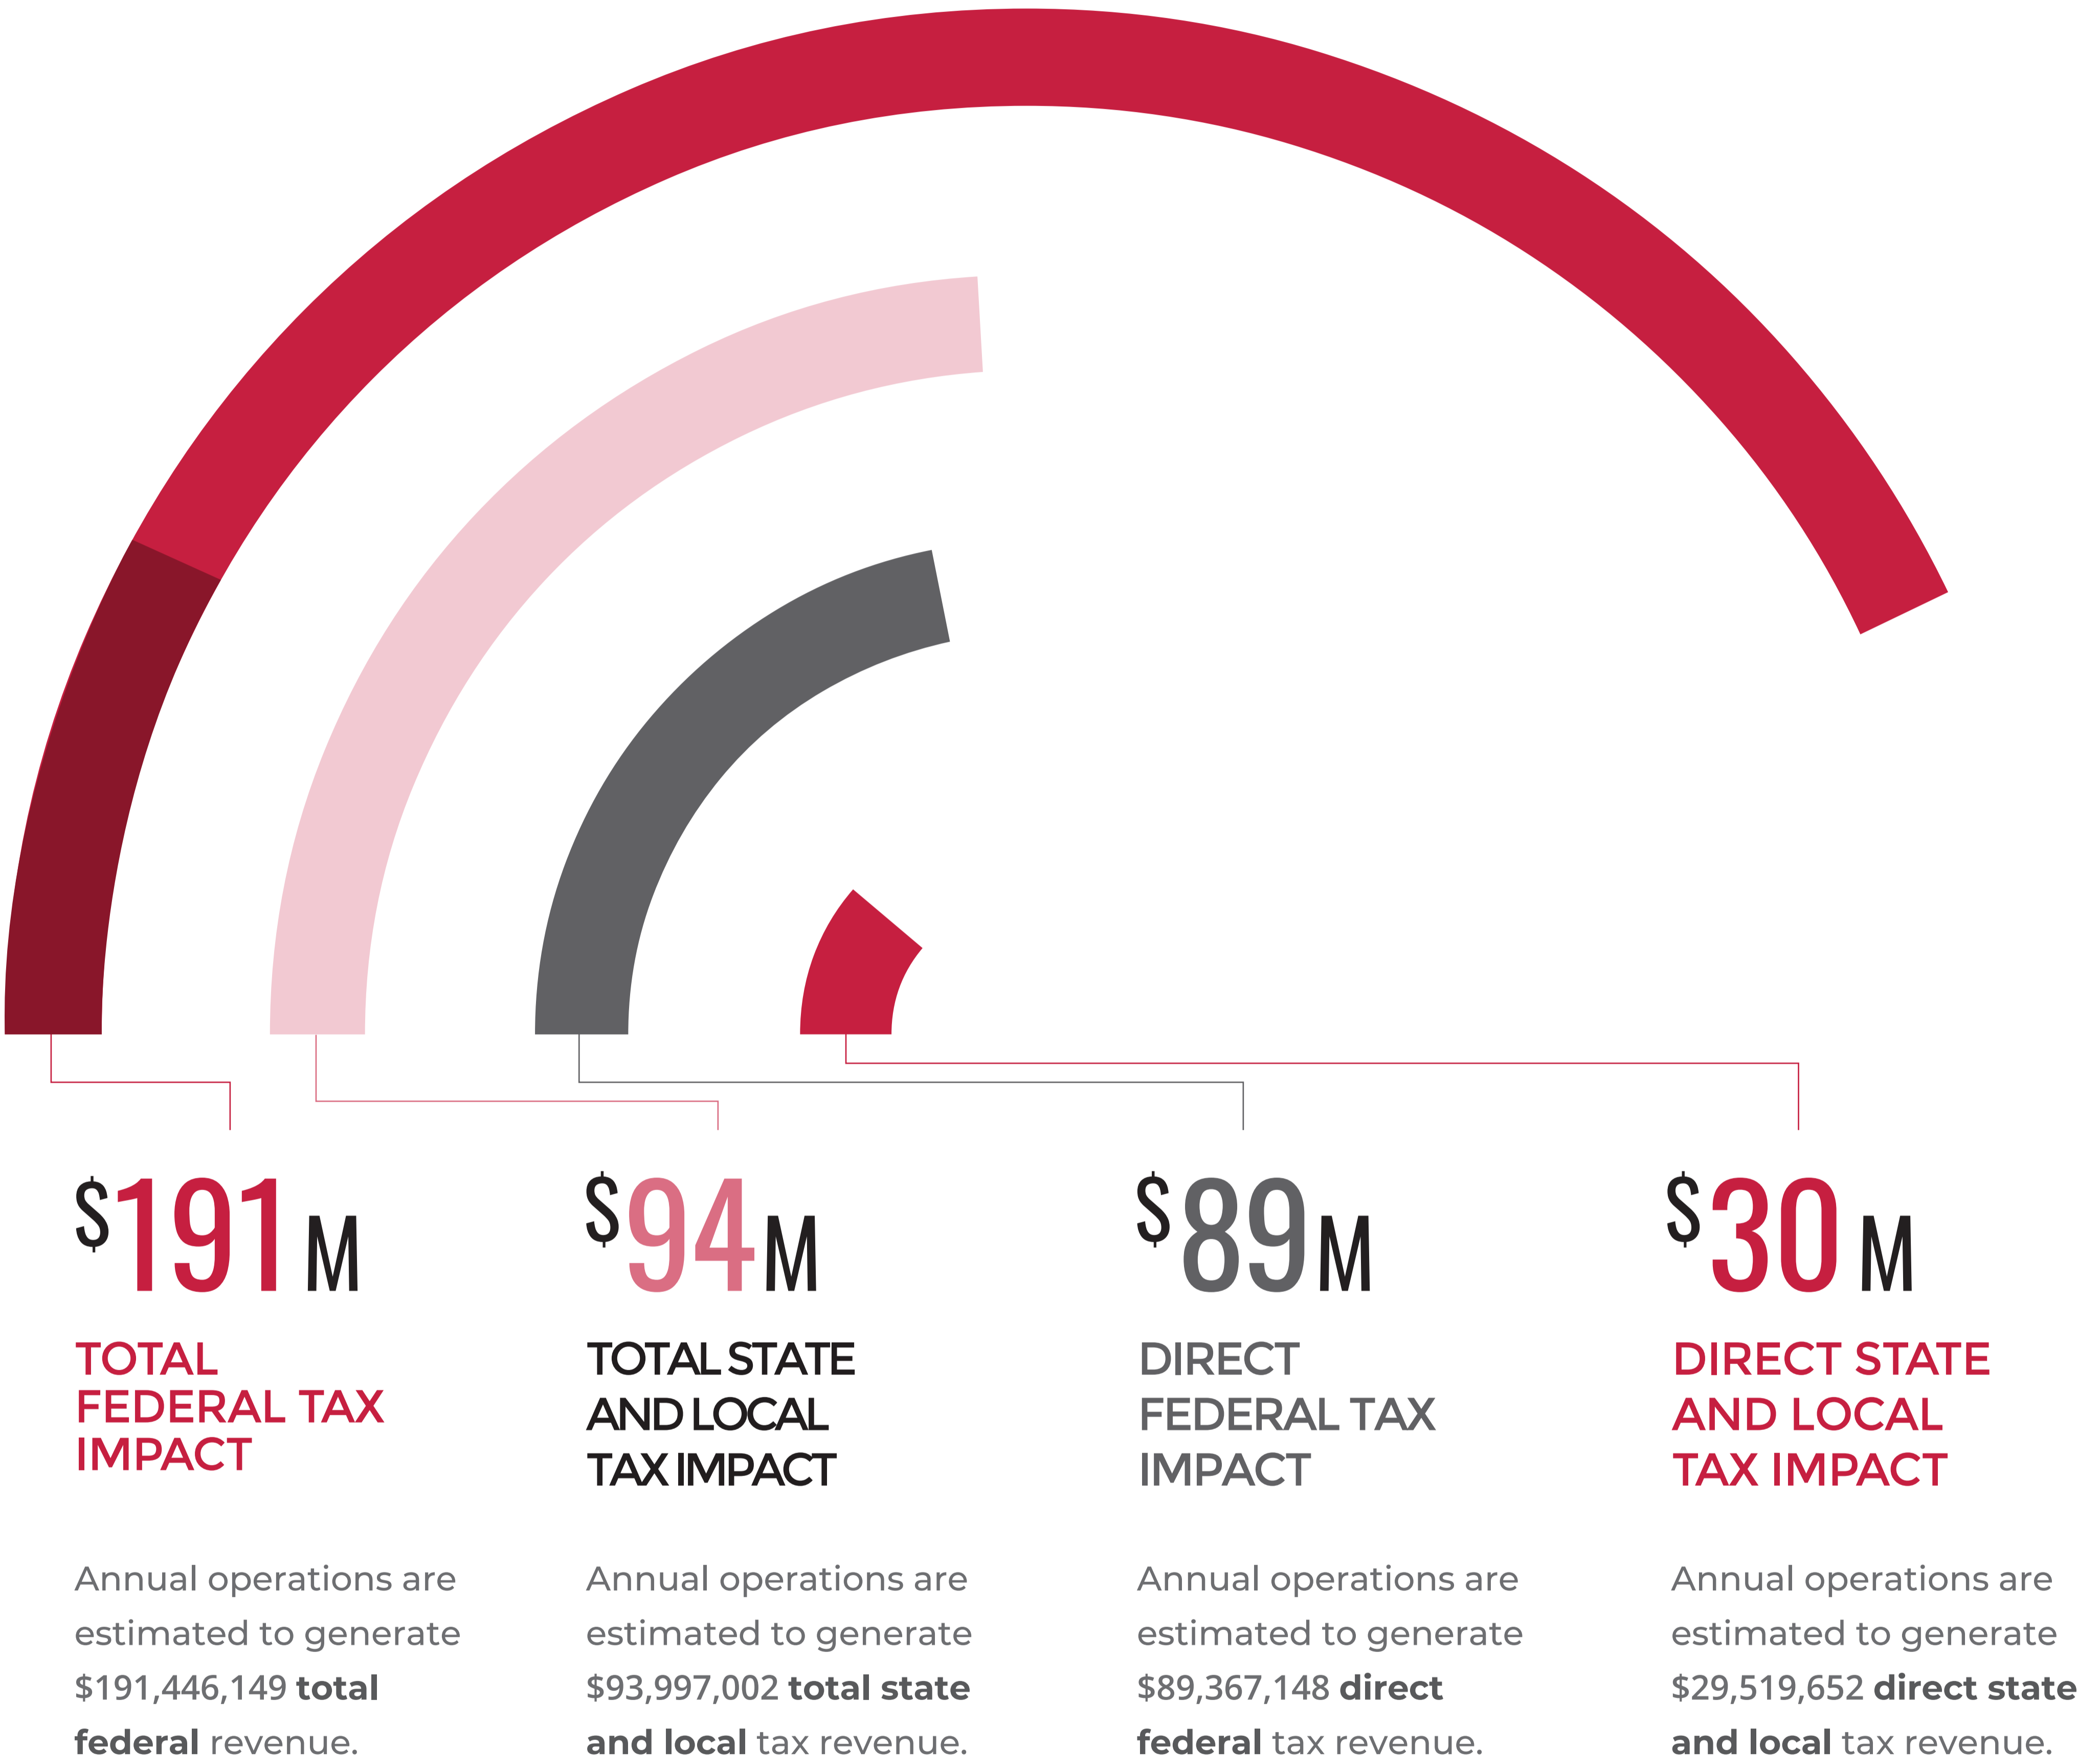 $191M
TOTAL
FEDERAL TAX
IMPACT
Annual operations are
estimated to generate
$191,446,149 total
federal revenue.
$94M
TOTAL STATE
AND LOCAL
TAX IMPACT
Annual operations are
estimated to generate
$93,997,002 total state
and local tax revenue.
$89M
DIRECT
FEDERAL TAX
IMPACT
Annual operations are
estimated to generate
$89,367,148 direct
federal tax revenue.
$30M
DIRECT STATE
AND LOCAL
TAX IMPACT
Annual operations are
estimated to generate
$29,519,652 direct state
and local tax revenue.